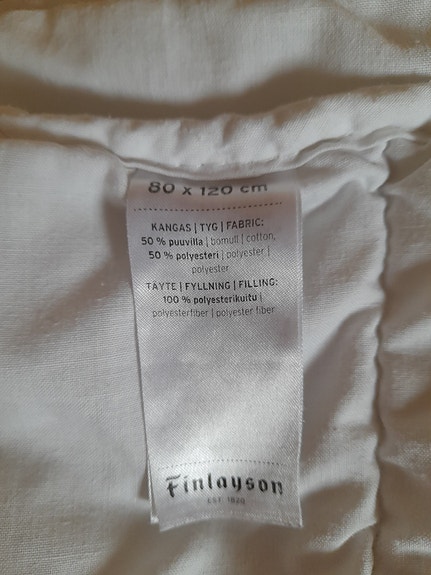 80 x 120 cm
KANGAS | TYG | FABRIC:
50 % puuvilla | bomull | cotton,
50 % polyesteri | polyester |
polyester
TÄYTE | FYLLNING | FILLING:
100 % polyesterikuitu |
polyesterfiber | polyester fiber
Finlayson
EST. 1820